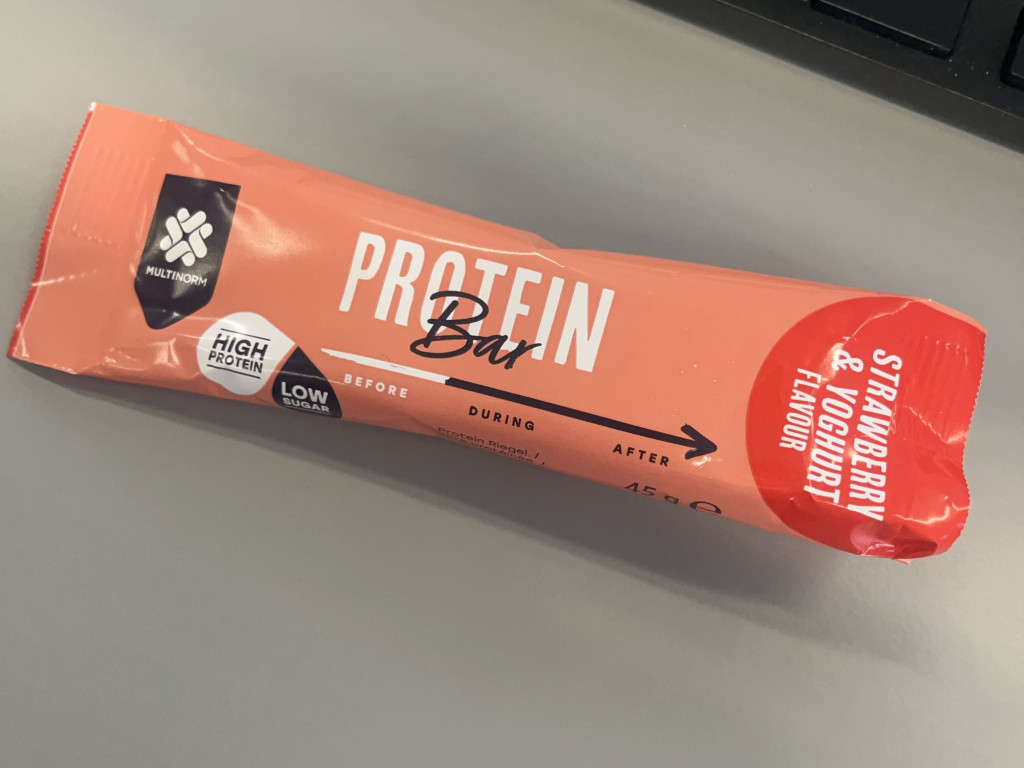 MULTINORM
HIGH
PROTEIN
LOW
SUGAR
PROTEIN
Bar
BEFORE
DURING
AFTER
Protein Riegel. /
45 g ℮
STRAWBERRY
& YOGHURT
FLAVOUR